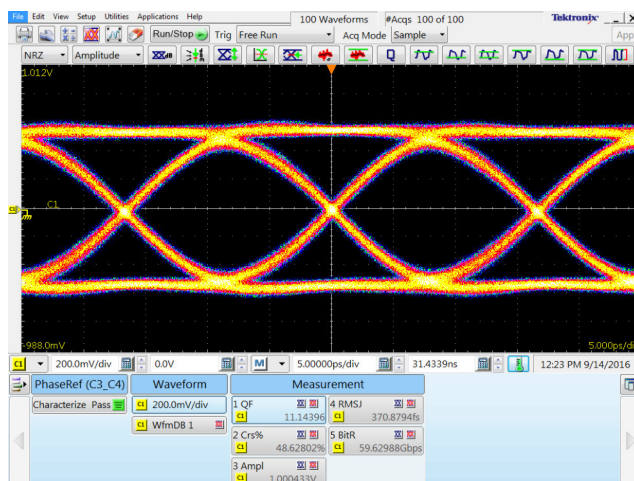 File Edit View Setup Utilities Applications Help 100 Waveforms #Acqs 100 of 100 Tektronix
Run/Stop Trig Free Run Acq Mode Sample App
NRZ Amplitude dB Q
1.012V
C1 C1
-988.0mV 5.000ps/di
C1 200.0mV/div 0.0V M 5.00000ps/div 31.4339ns 12:23 PM 9/14/2016
PhaseRef (C3_C4) Waveform Measurement
Characterize Pass C1 200.0mV/div 1 QF 4 RMSJ
C1 11.14396 C1 370.8794fs
C1 WfmDB 1 2 Crs% 5 BitR
C1 48.62802% C1 59.62988Gbps
3 Ampl
C1 1.000433V